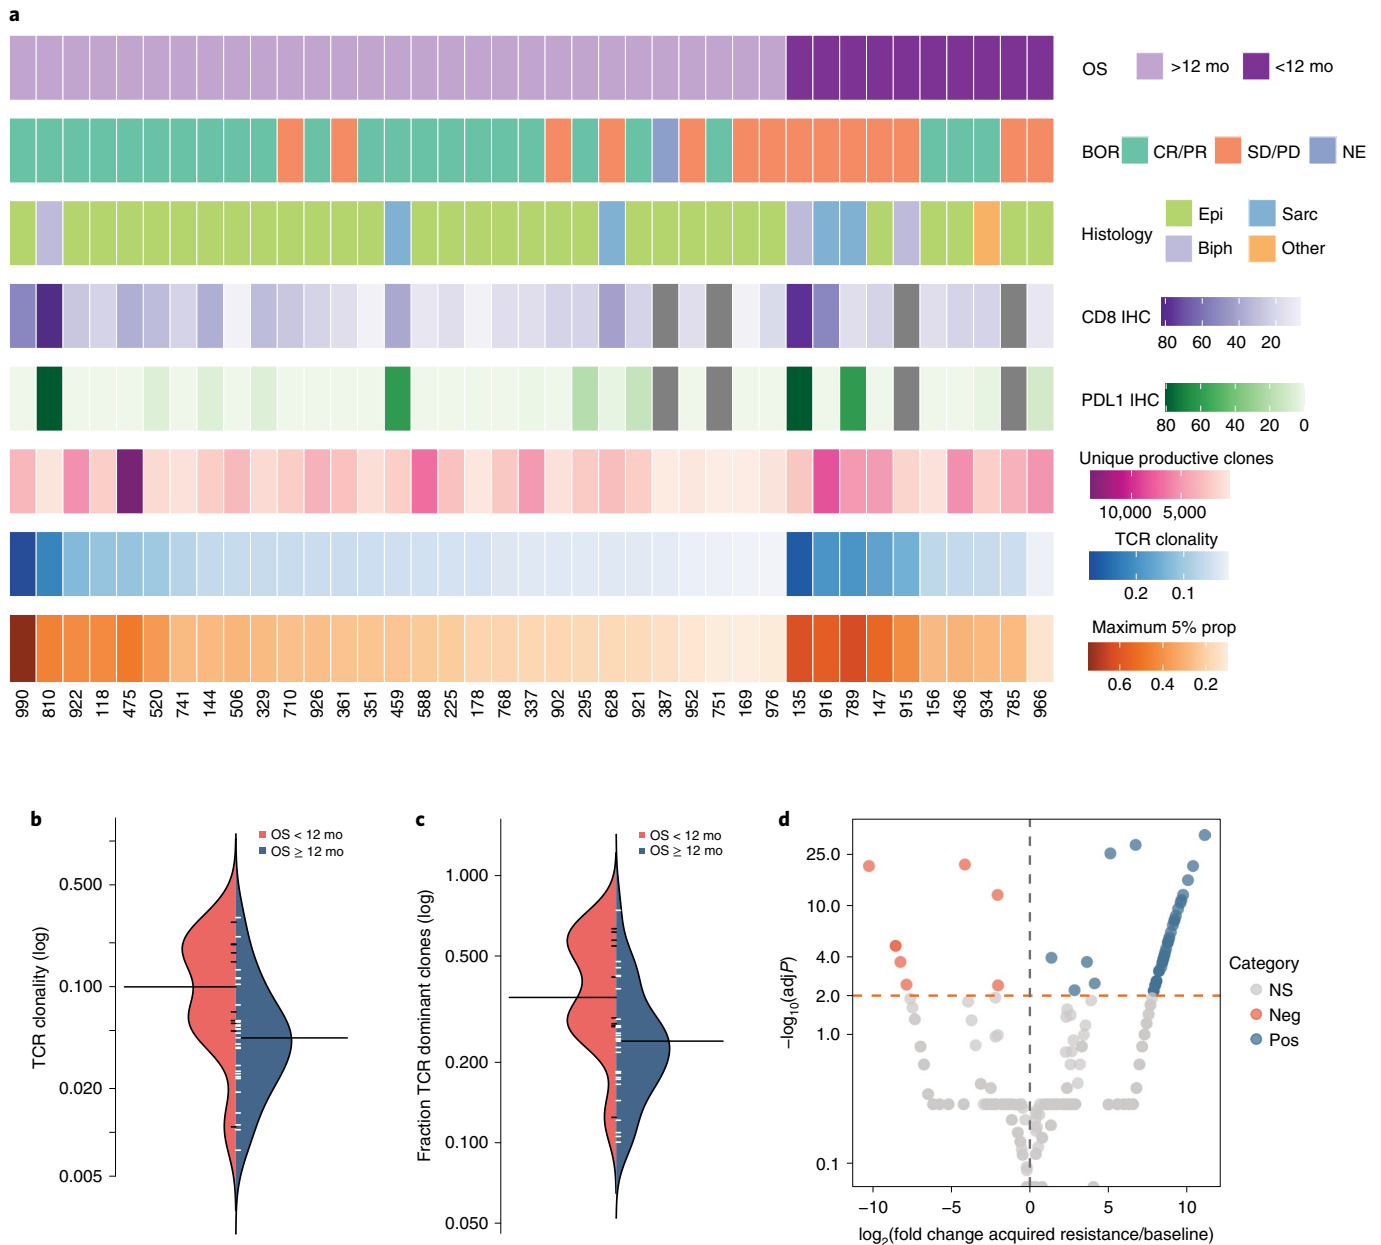 a
OS >12 mo <12 mo
BOR CR/PR SD/PD NE
Histology Epi Sarc
Biph Other
CD8 IHC
80 60 40 20
PDL1 IHC
80 60 40 20 0
Unique productive clones
10,000 5,000
TCR clonality
0.2 0.1
Maximum 5% prop
0.6 0.4 0.2
990 810 922 118 475 520 741 144 506 329 710 926 361 351 459 588 225 178 768 337 902 295 628 921 387 952 751 169 976 135 916 789 147 915 156 436 934 785 966
b
OS < 12 mo
OS ≥ 12 mo
TCR clonality (log)
0.500
0.100
0.020
0.005
c
OS < 12 mo
OS ≥ 12 mo
Fraction TCR dominant clones (log)
1.000
0.500
0.200
0.100
0.050
d
−log10(adjP)
25.0
10.0
4.0
2.0
1.0
0.1
−10 −5 0 5 10
log2(fold change acquired resistance/baseline)
Category
NS
Neg
Pos